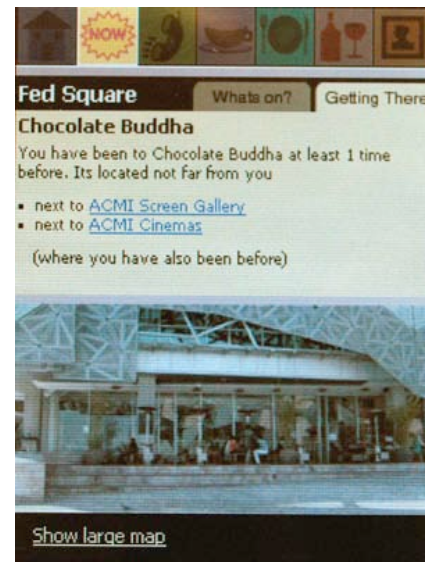 NOW
Fed Square
Whats on?
Getting There
Chocolate Buddha
You have been to Chocolate Buddha at least 1 time
before. Its located not far from you
▪ next to ACMI Screen Gallery
▪ next to ACMI Cinemas
(where you have also been before)
Show large map